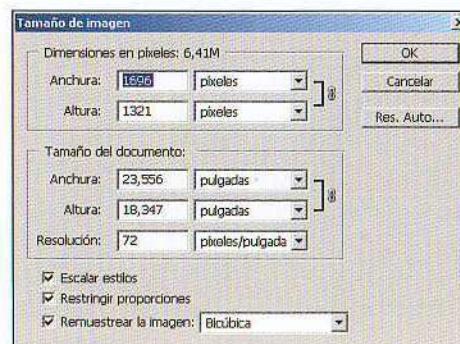 Tamaño de imagen
Dimensiones en píxeles: 6,41M
Anchura: 1696 píxeles
Altura: 1321 píxeles
OK
Cancelar
Res. Auto...
Tamaño del documento:
Anchura: 23,556 pulgadas
Altura: 18,347 pulgadas
Resolución: 72 píxeles/pulgada
Escalar estilos
Restringir proporciones
Remuestrear la imagen: Bicúbica